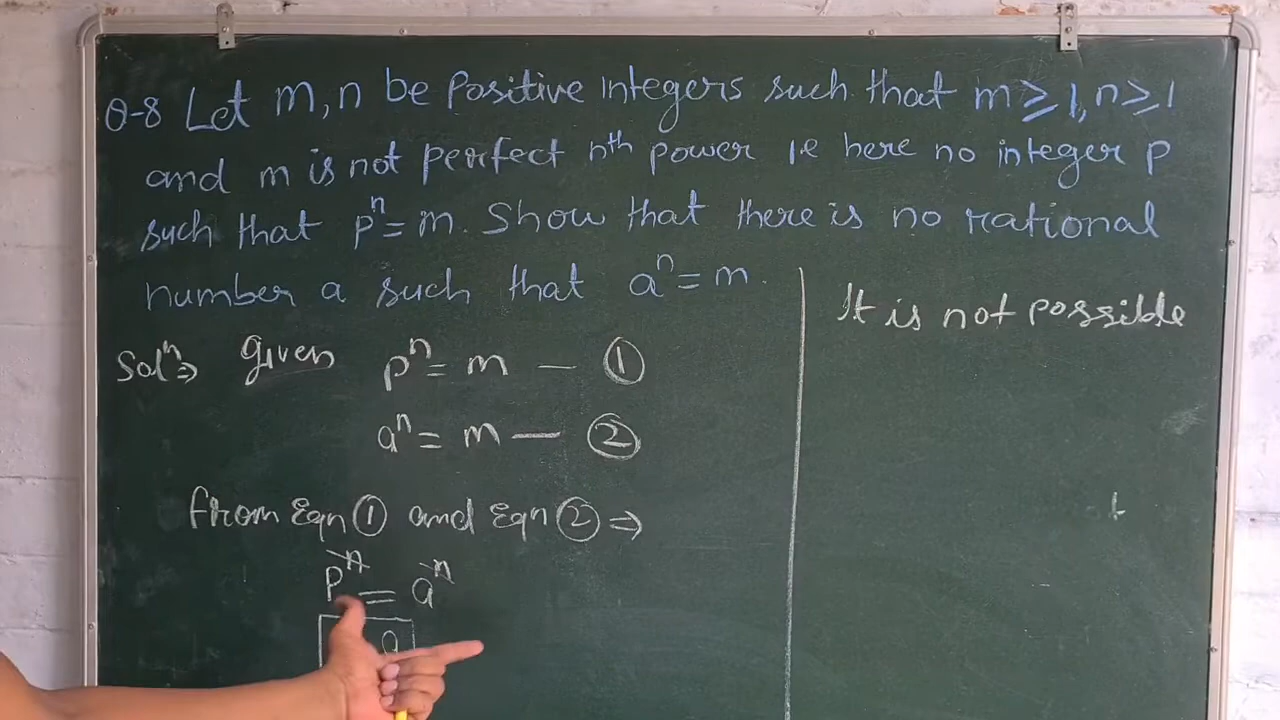 Q-8 Let m,n be positive integers such that m≥1,n≥1
and m is not perfect nth power i.e here no integer p
such that pⁿ=m. Show that there is no rational
number a such that aⁿ=m.
Solⁿ⇒ given pⁿ=m — ①
aⁿ=m — ②
from Eqn ① and Eqn ② ⇒
pⁿ = aⁿ
a
It is not possible
t